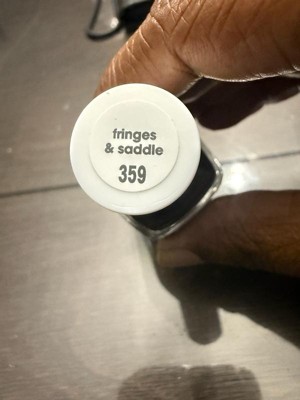 fringes
& saddle
359